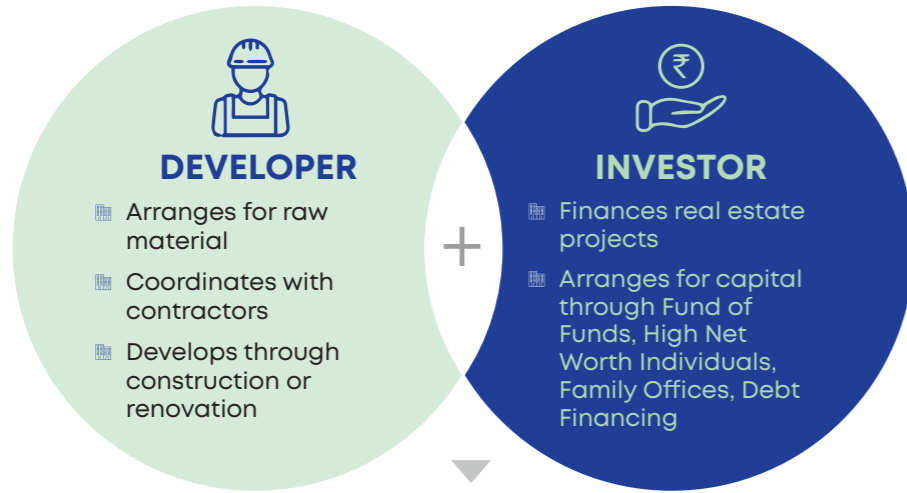 DEVELOPER
Arranges for raw
material
Coordinates with
contractors
Develops through
construction or
renovation
+
₹
INVESTOR
Finances real estate
projects
Arranges for capital
through Fund of
Funds, High Net
Worth Individuals,
Family Offices, Debt
Financing